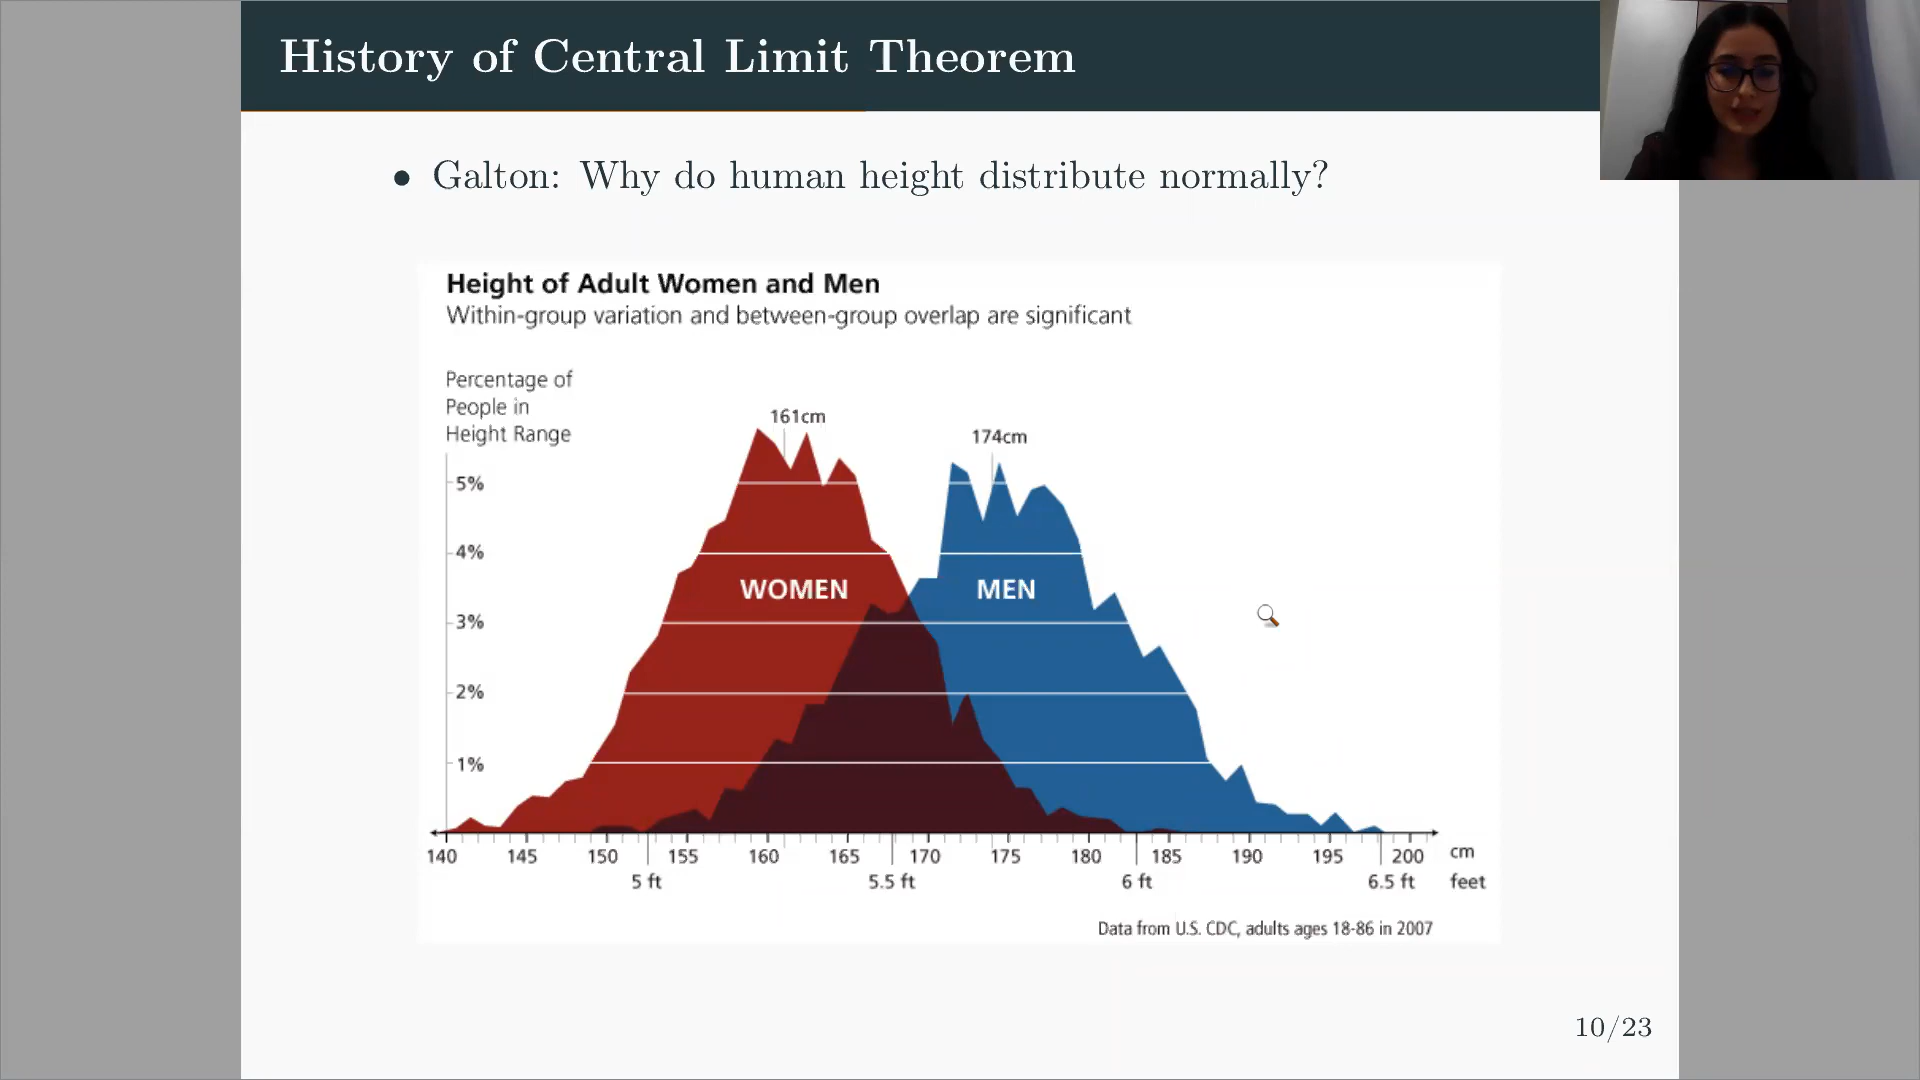 History of Central Limit Theorem
• Galton: Why do human height distribute normally?
Height of Adult Women and Men
Within-group variation and between-group overlap are significant
Percentage of
People in
Height Range
161cm
174cm
5%
4%
WOMEN MEN
3%
2%
1%
140 145 150 155 160 165 170 175 180 185 190 195 200 cm
5 ft 5.5 ft 6 ft 6.5 ft feet
Data from U.S. CDC, adults ages 18-86 in 2007
10/23